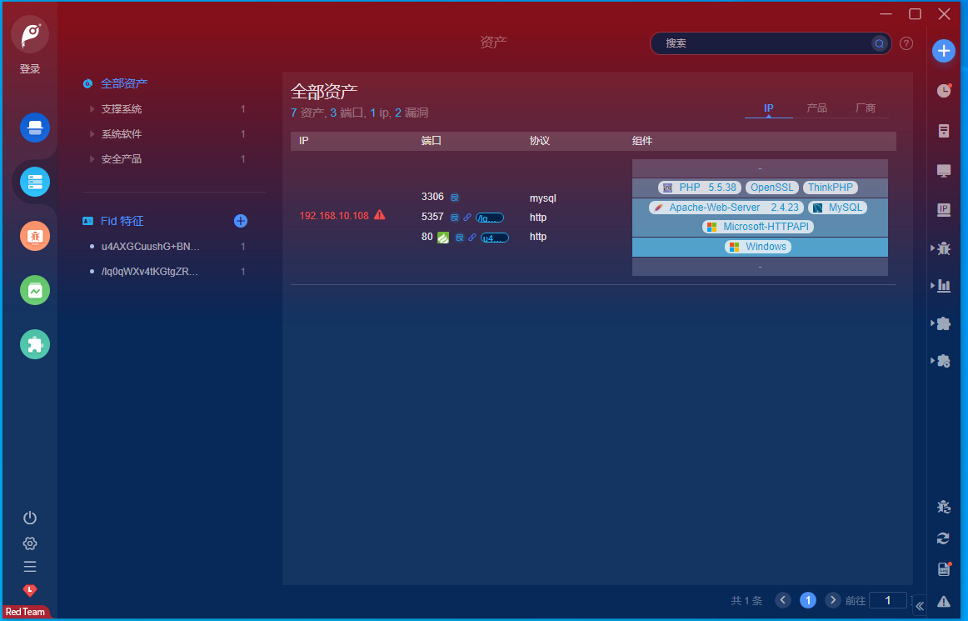 资产
搜索
登录
全部资产
支撑系统 1
系统软件 1
安全产品 1
Fid 特征
u4AXGCuushG+BN... 1
/Iq0qWXv4tKGtgZR... 1
全部资产
7 资产, 3 端口, 1 ip, 2 漏洞
IP 产品 厂商
IP 端口 协议 组件
192.168.10.108
3306 mysql
5357 /Iq... http
80 u4... http
-
PHP 5.5.38 OpenSSL ThinkPHP
Apache-Web-Server 2.4.23 MySQL
Microsoft-HTTPAPI
Windows
-
IP
共 1 条 1 前往 1
Red Team